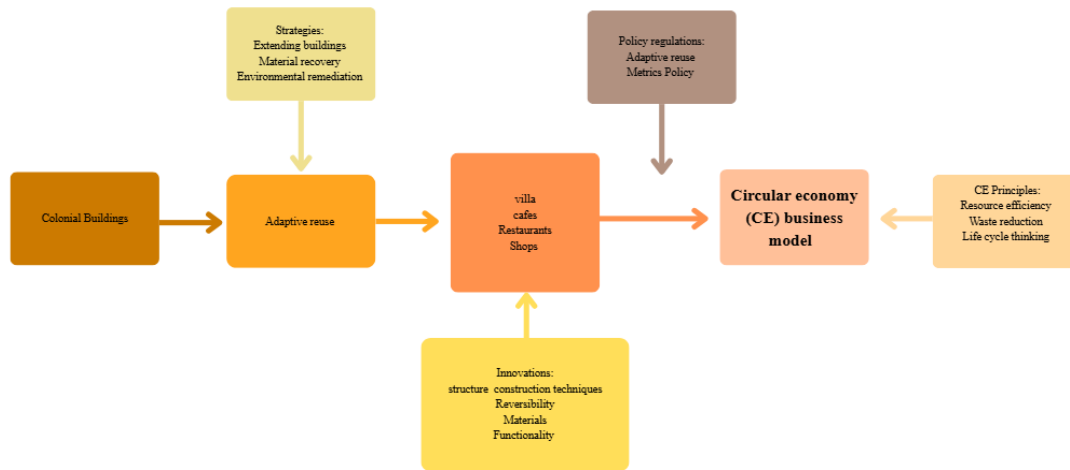 Strategies:
Extending buildings
Material recovery
Environmental remediation
Policy regulations:
Adaptive reuse
Metrics Policy
Colonial Buildings
Adaptive reuse
villa
cafes
Restaurants
Shops
Circular economy
(CE) business
model
CE Principles:
Resource efficiency
Waste reduction
Life cycle thinking
Innovations:
structure construction techniques
Reversibility
Materials
Functionality